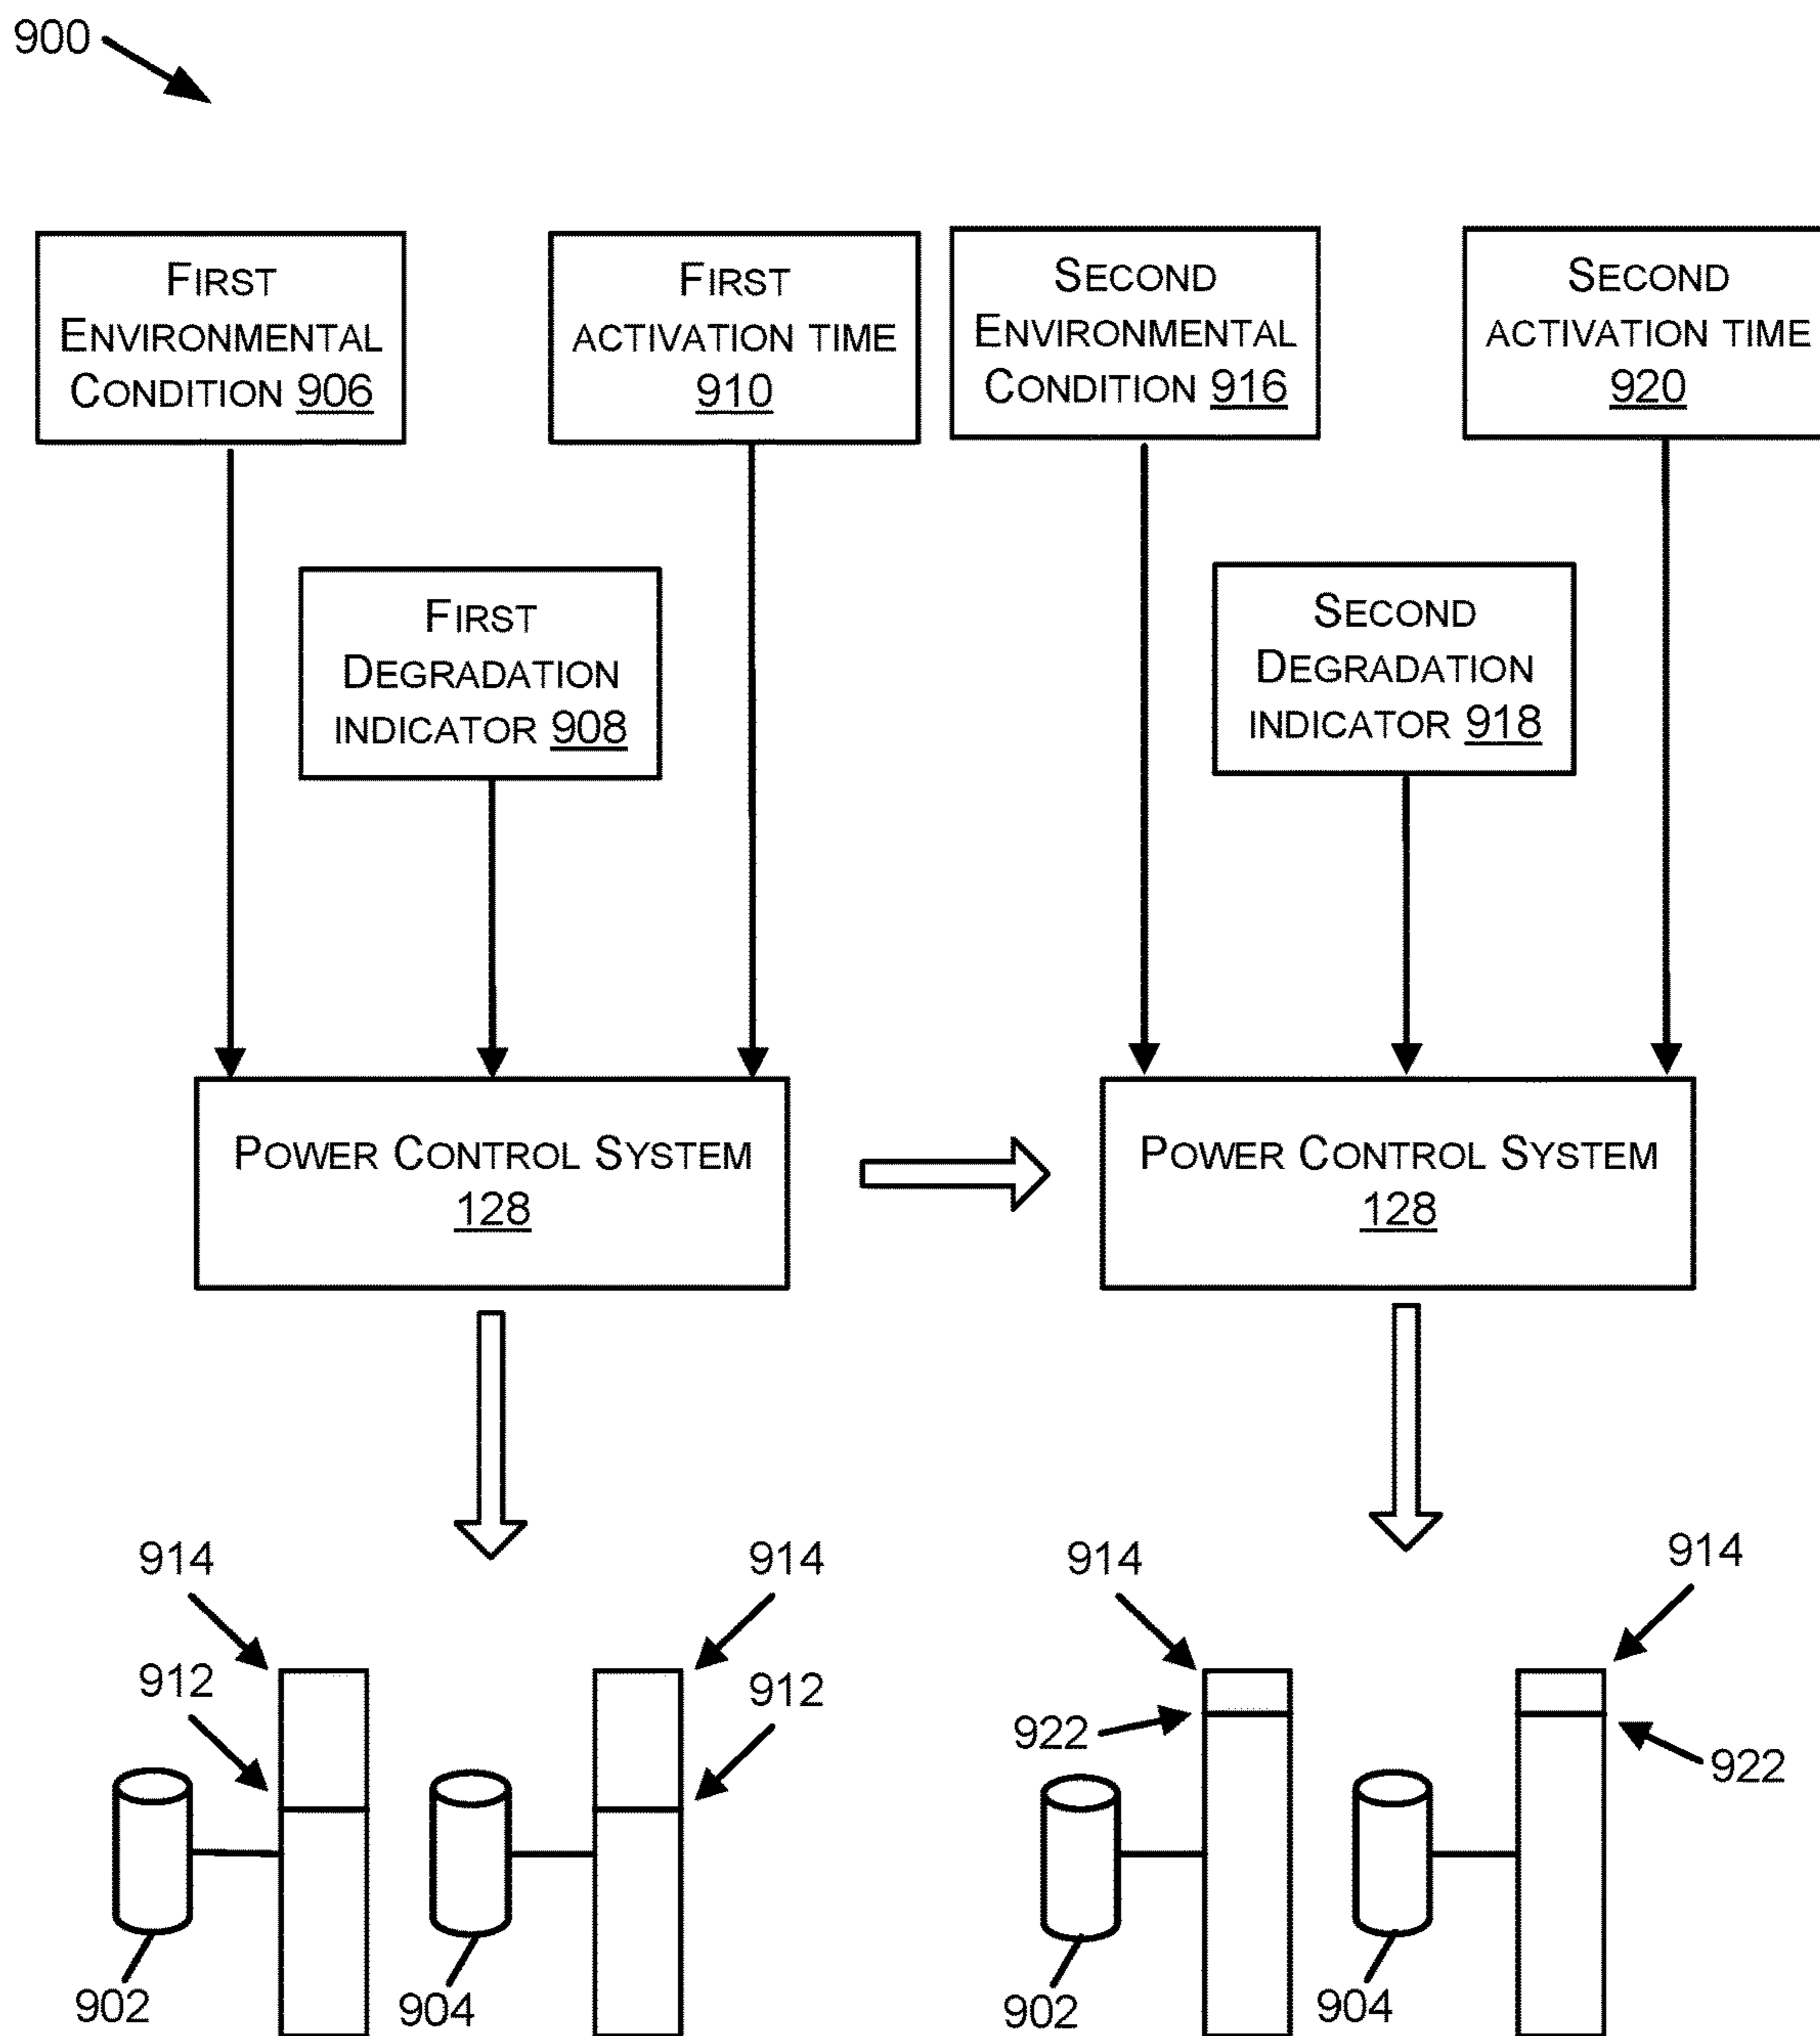 900
FIRST
ENVIRONMENTAL
CONDITION 906
FIRST
ACTIVATION TIME
910
SECOND
ENVIRONMENTAL
CONDITION 916
SECOND
ACTIVATION TIME
920
FIRST
DEGRADATION
INDICATOR 908
SECOND
DEGRADATION
INDICATOR 918
POWER CONTROL SYSTEM
128
POWER CONTROL SYSTEM
128
914
914
914
914
912
912
922
922
902
904
902
904